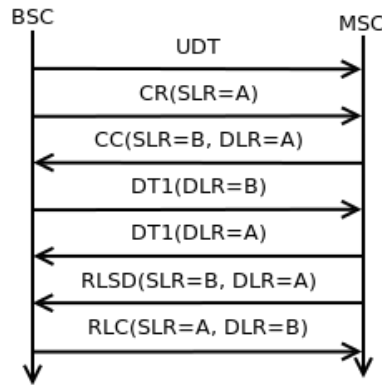 BSC
MSC
UDT
CR(SLR=A)
CC(SLR=B, DLR=A)
DT1(DLR=B)
DT1(DLR=A)
RLSD(SLR=B, DLR=A)
RLC(SLR=A, DLR=B)